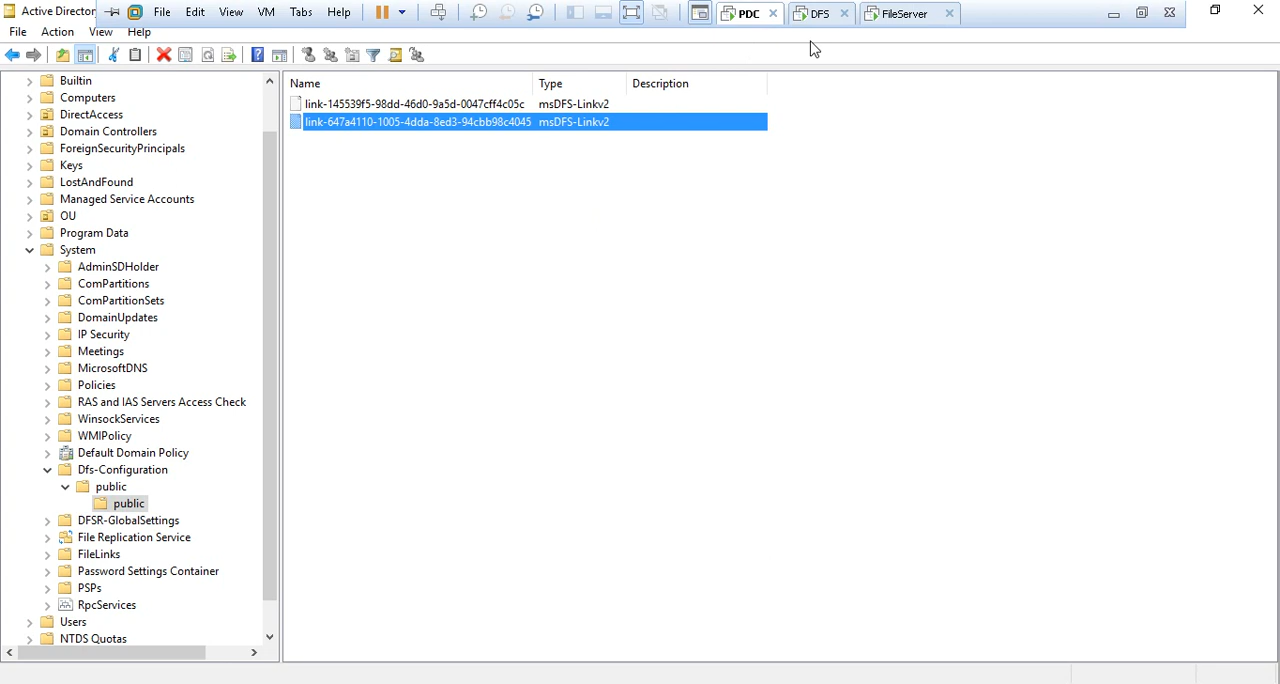 Active Director
File Edit View VM Tabs Help
PDC DFS FileServer
File Action View Help
Builtin
Computers
DirectAccess
Domain Controllers
ForeignSecurityPrincipals
Keys
LostAndFound
Managed Service Accounts
OU
Program Data
System
AdminSDHolder
ComPartitions
ComPartitionSets
DomainUpdates
IP Security
Meetings
MicrosoftDNS
Policies
RAS and IAS Servers Access Check
WinsockServices
WMIPolicy
Default Domain Policy
Dfs-Configuration
public
public
DFSR-GlobalSettings
File Replication Service
FileLinks
Password Settings Container
PSPs
RpcServices
Users
NTDS Quotas
Name Type Description
link-145539f5-98dd-46d0-9a5d-0047cff4c05c msDFS-Linkv2
link-647a4110-1005-4dda-8ed3-94cbb98c4045 msDFS-Linkv2